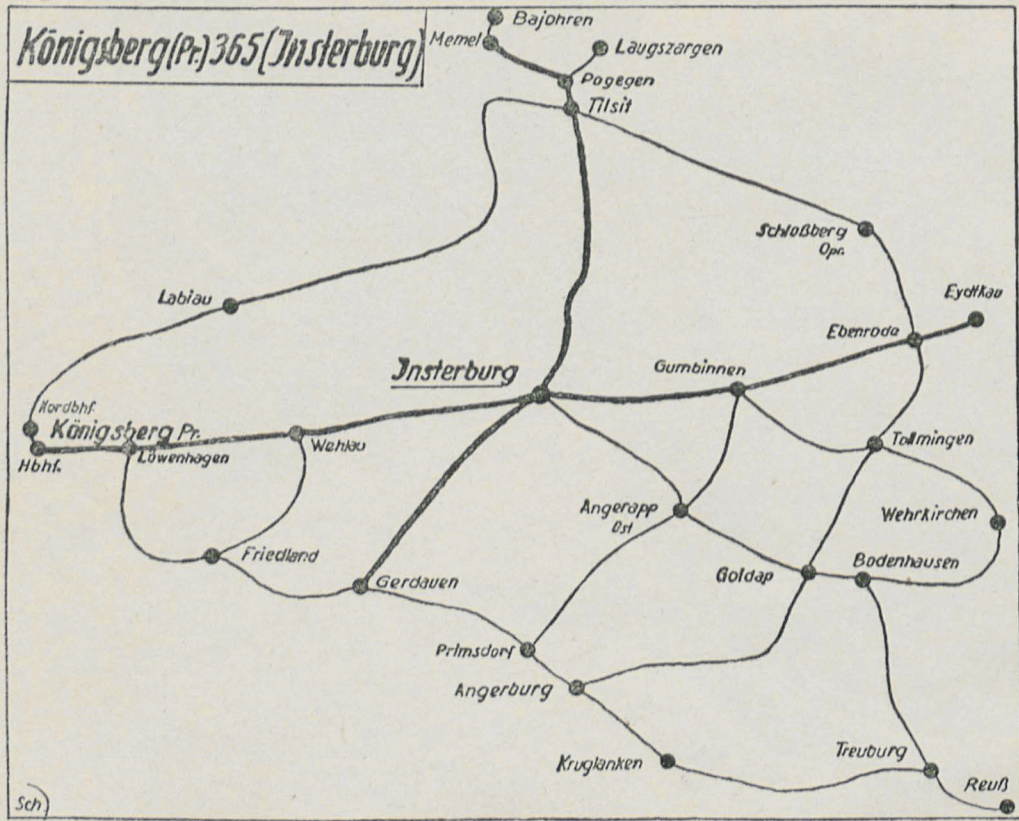 Königsberg(Pr.)365(Insterburg)
Bajohren
Memel
Laugszargen
Pogegen
Tilsit
Schloßberg
Opr.
Eydtkau
Labiau
Ebenrode
Insterburg
Gumbinnen
Nordbhf.
Königsberg Pr.
Hbhf.
Löwenhagen
Wehlau
Tollmingen
Angerapp
Ost
Wehrkirchen
Friedland
Gerdauen
Goldap
Bodenhausen
Primsdorf
Angerburg
Kruglanken
Treuburg
Reuß
Sch